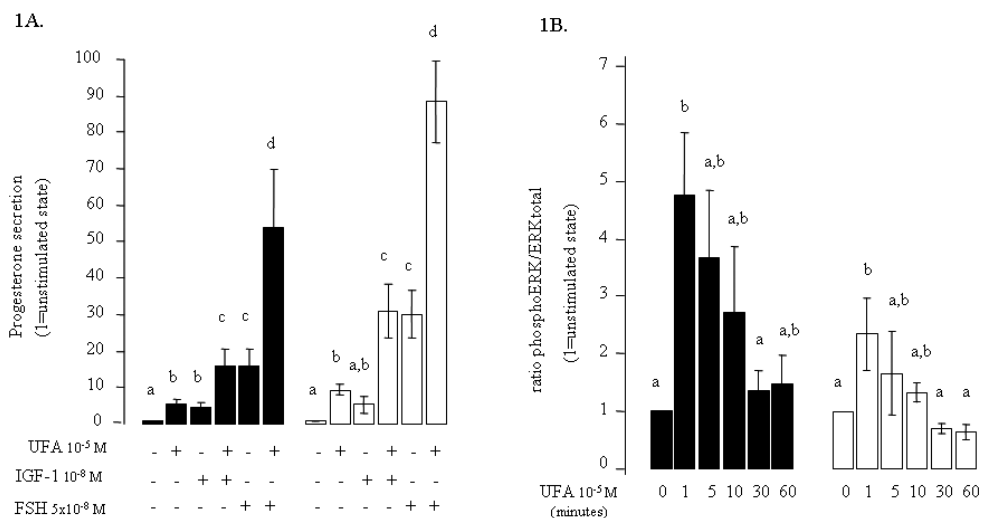 1A.
Progesterone secretion
(1=unstimulated state)
100
90
80
70
60
50
40
30
20
10
0
a b b c c d a b a,b c c d
UFA 10-5 M - + - + - + - + - + - +
IGF-1 10-8 M - - + + - - - - + + - -
FSH 5x10-8 M - - - - + + - - - - + +
1B.
ratio phosphoERK/ERKtotal
(1=unstimulated state)
7
6
5
4
3
2
1
0
a b a,b a,b a a,b a b a,b a,b a a
UFA 10-5M 0 1 5 10 30 60 0 1 5 10 30 60
(minutes)